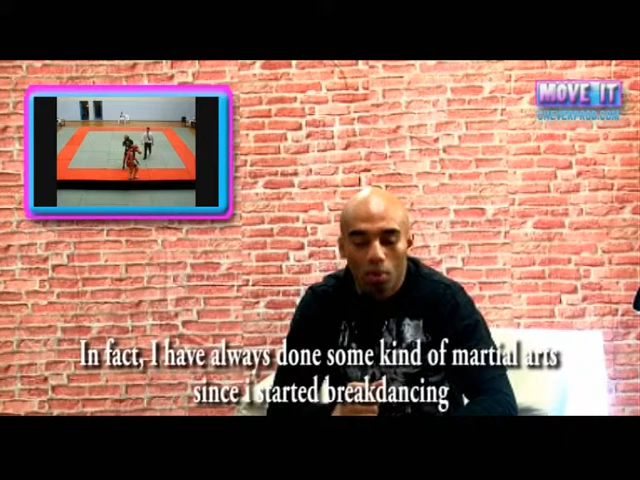 MOVE IT
In fact, I have always done some kind of martial arts
since i started breakdancing